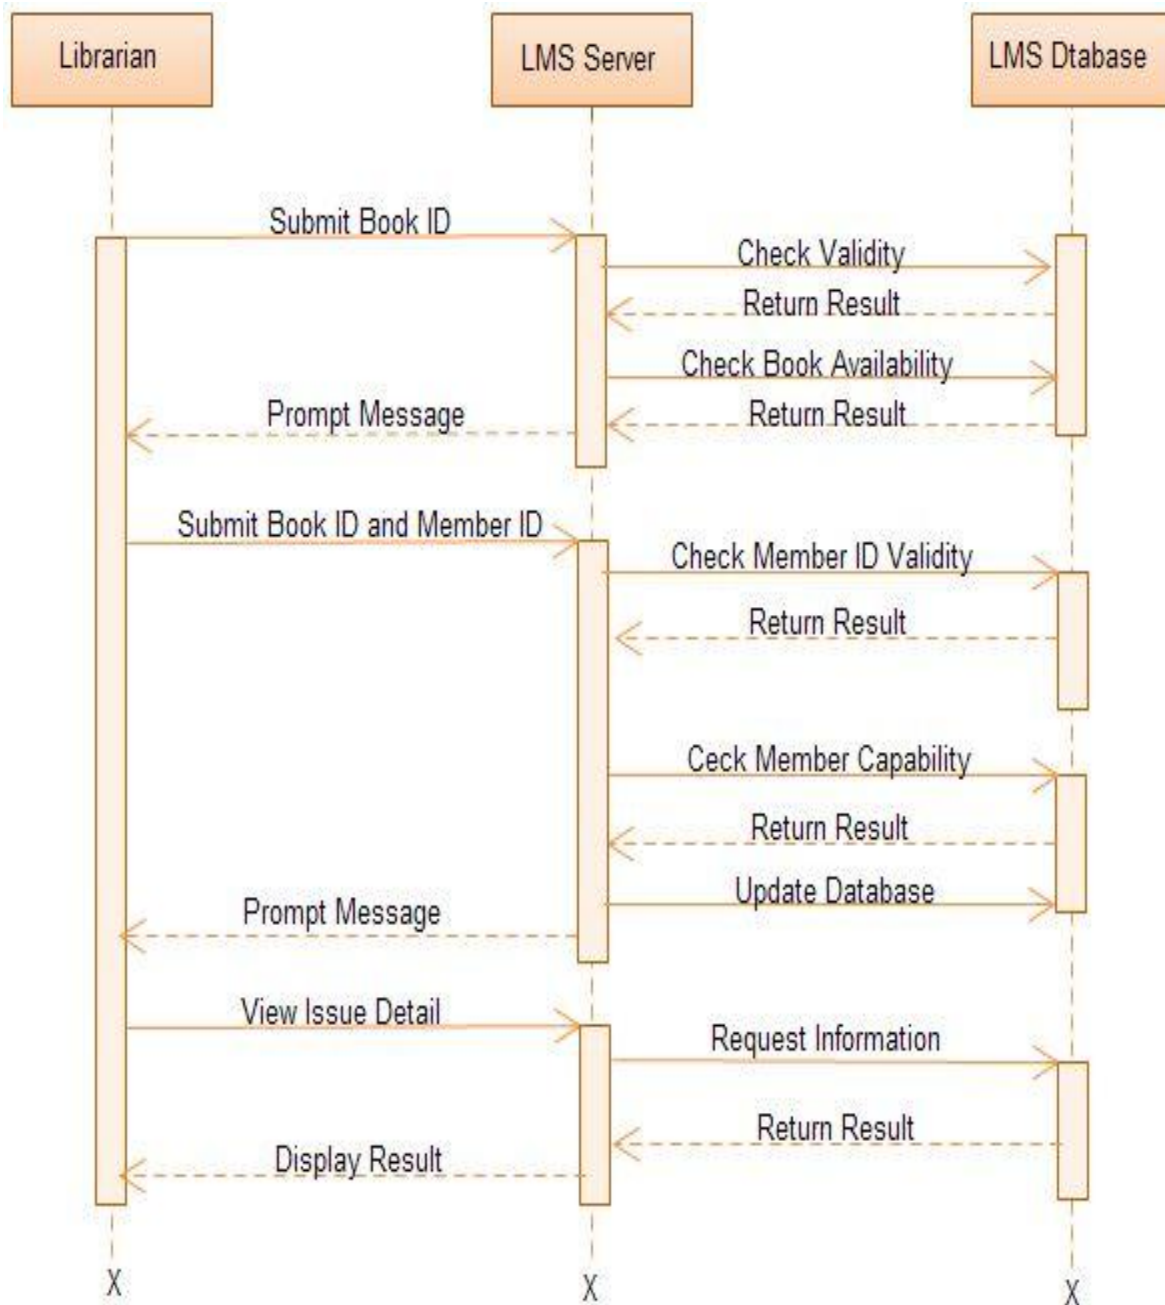 Librarian
LMS Server
LMS Dtabase
Submit Book ID
Check Validity
Return Result
Check Book Availability
Prompt Message
Return Result
Submit Book ID and Member ID
Check Member ID Validity
Return Result
Ceck Member Capability
Return Result
Update Database
Prompt Message
View Issue Detail
Request Information
Return Result
Display Result
X
X
X